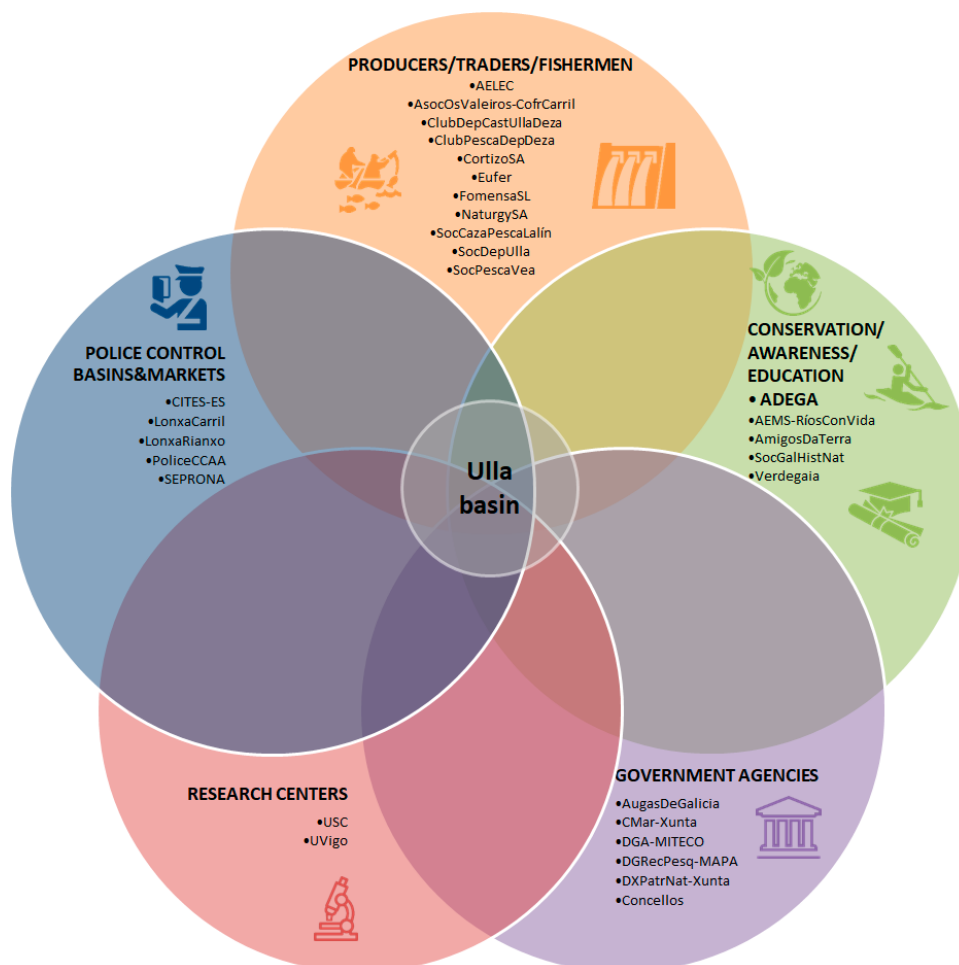 PRODUCERS/TRADERS/FISHERMEN
•AELEC
•AsocOsValeiros-CofrCarril
•ClubDepCastUllaDeza
•ClubPescaDepDeza
•CortizoSA
•Eufer
•FomensaSL
•NaturgySA
•SocCazaPescaLalín
•SocDepUlla
•SocPescaVea
POLICE CONTROL
BASINS&MARKETS
•CITES-ES
•LonxaCarril
•LonxaRianxo
•PoliceCCAA
•SEPRONA
CONSERVATION/
AWARENESS/
EDUCATION
• ADEGA
•AEMS-RíosConVida
•AmigosDaTerra
•SocGalHistNat
•Verdegaia
Ulla
basin
RESEARCH CENTERS
•USC
•UVigo
GOVERNMENT AGENCIES
•AugasDeGalicia
•CMar-Xunta
•DGA-MITECO
•DGRecPesq-MAPA
•DXPatrNat-Xunta
•Concellos